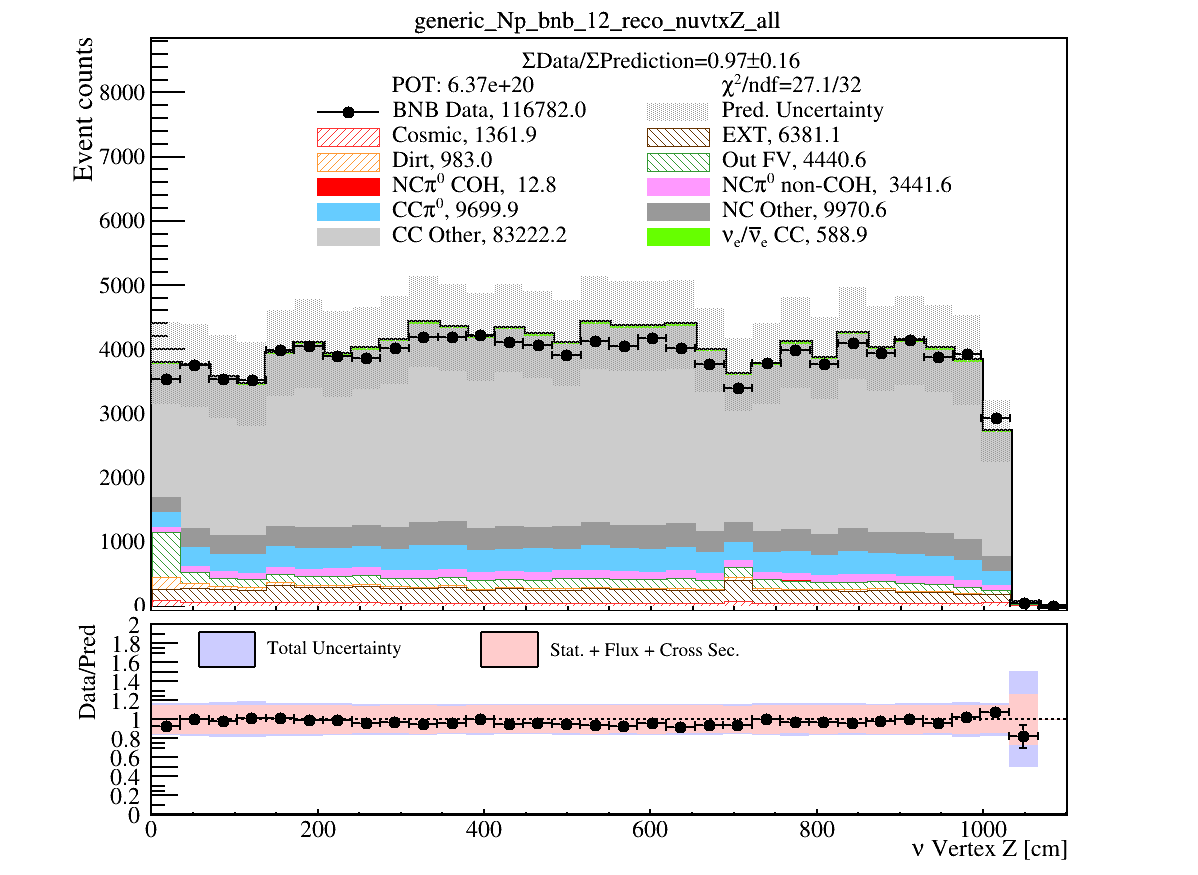 generic_Np_bnb_12_reco_nuvtxZ_all
ΣData/ΣPrediction=0.97±0.16
POT: 6.37e+20 χ²/ndf=27.1/32
BNB Data, 116782.0 Pred. Uncertainty
Cosmic, 1361.9 EXT, 6381.1
Dirt, 983.0 Out FV, 4440.6
NCπ⁰ COH, 12.8 NCπ⁰ non-COH, 3441.6
CCπ⁰, 9699.9 NC Other, 9970.6
CC Other, 83222.2 νₑ/ν̅ₑ CC, 588.9
Event counts
8000
7000
6000
5000
4000
3000
2000
1000
0
Total Uncertainty Stat. + Flux + Cross Sec.
Data/Pred
2
1.8
1.6
1.4
1.2
1
0.8
0.6
0.4
0.2
0
0 200 400 600 800 1000
ν Vertex Z [cm]